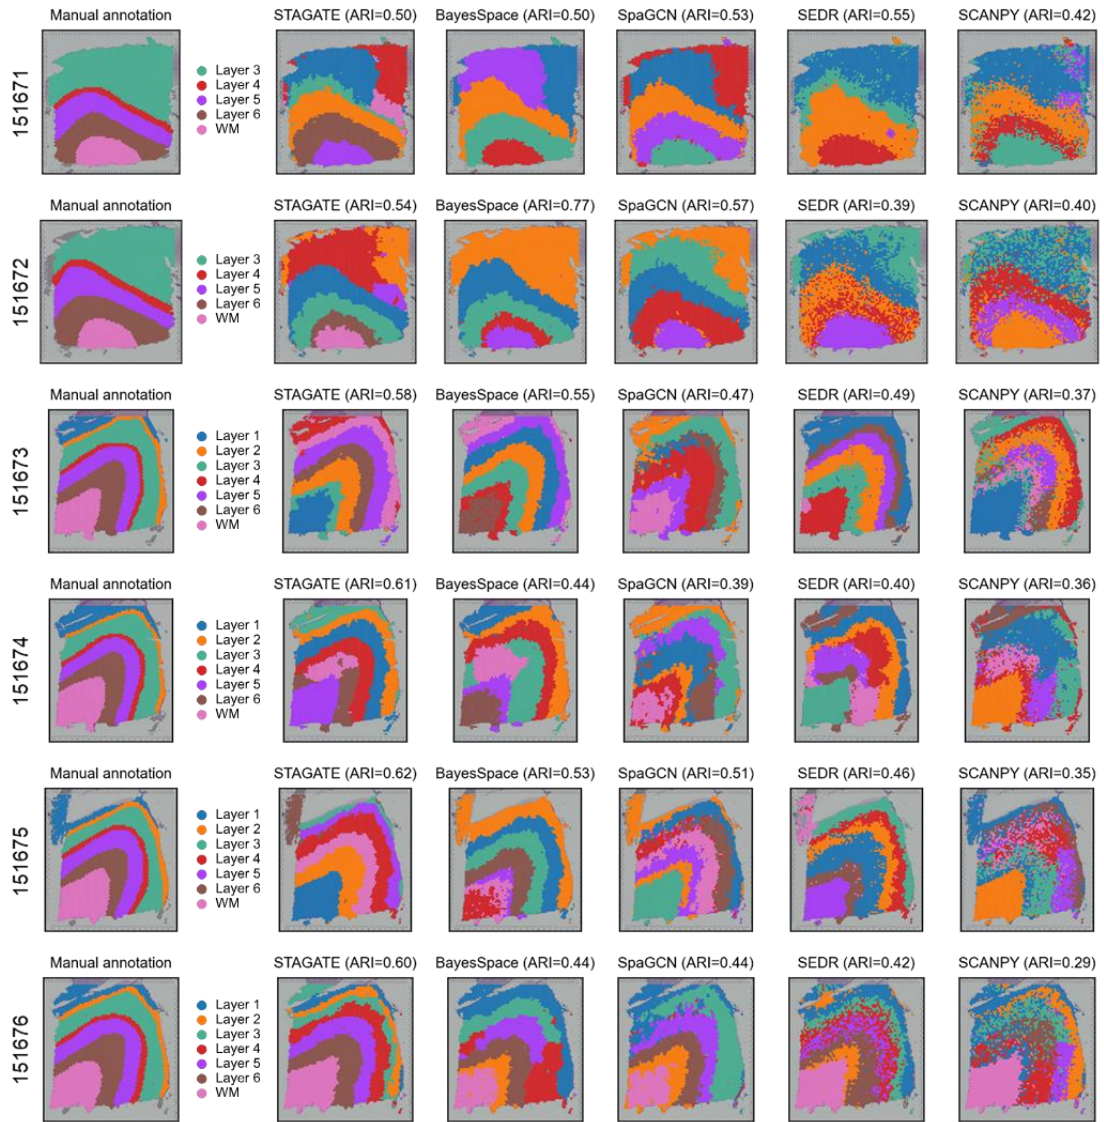 Manual annotation STAGATE (ARI=0.50) BayesSpace (ARI=0.50) SpaGCN (ARI=0.53) SEDR (ARI=0.55) SCANPY (ARI=0.42)
151671
Layer 3
Layer 4
Layer 5
Layer 6
WM
Manual annotation STAGATE (ARI=0.54) BayesSpace (ARI=0.77) SpaGCN (ARI=0.57) SEDR (ARI=0.39) SCANPY (ARI=0.40)
151672
Layer 3
Layer 4
Layer 5
Layer 6
WM
Manual annotation STAGATE (ARI=0.58) BayesSpace (ARI=0.55) SpaGCN (ARI=0.47) SEDR (ARI=0.49) SCANPY (ARI=0.37)
151673
Layer 1
Layer 2
Layer 3
Layer 4
Layer 5
Layer 6
WM
Manual annotation STAGATE (ARI=0.61) BayesSpace (ARI=0.44) SpaGCN (ARI=0.39) SEDR (ARI=0.40) SCANPY (ARI=0.36)
151674
Layer 1
Layer 2
Layer 3
Layer 4
Layer 5
Layer 6
WM
Manual annotation STAGATE (ARI=0.62) BayesSpace (ARI=0.53) SpaGCN (ARI=0.51) SEDR (ARI=0.46) SCANPY (ARI=0.35)
151675
Layer 1
Layer 2
Layer 3
Layer 4
Layer 5
Layer 6
WM
Manual annotation STAGATE (ARI=0.60) BayesSpace (ARI=0.44) SpaGCN (ARI=0.44) SEDR (ARI=0.42) SCANPY (ARI=0.29)
151676
Layer 1
Layer 2
Layer 3
Layer 4
Layer 5
Layer 6
WM